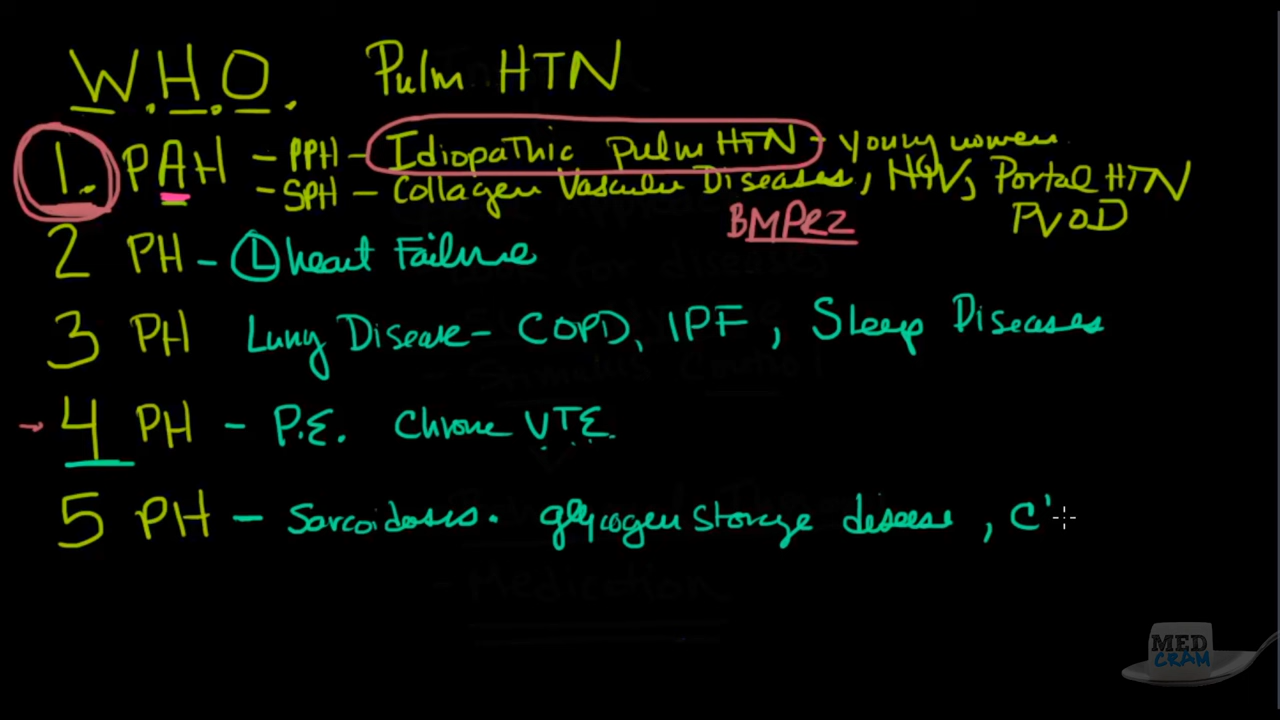 W.H.O. Pulm HTN
1. PAH - PPH - Idiopathic Pulm HTN - young women
- SPH - Collagen Vascular Diseases, HIV, Portal HTN
BMPR2 PVOD
2 PH - L heart Failure
3 PH Lung Disease - COPD, IPF, Sleep Diseases
→ 4 PH - P.E. Chronic VTE.
5 PH - Sarcoidosis. glycogen storage disease, C
- Medication
MED
CRAM